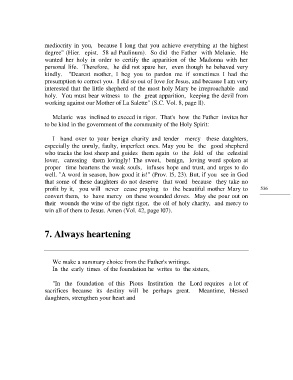 mediocrity in you, because I long that you achieve everything at the highest
degree" (Hier. epist. 58 ad Paulinum). So did the Father with Melanie. He
wanted her holy in order to certify the apparition of the Madonna with her
personal life. Therefore, he did not spare her, even though he behaved very
kindly. "Dearest mother, I beg you to pardon me if sometimes I had the
presumption to correct you. I did so out of love for Jesus, and because I am very
interested that the little shepherd of the most holy Mary be irreproachable and
holy. You must bear witness to the great apparition, keeping the devil from
working against our Mother of La Salette" (S.C. Vol. 8, page II).
Melanie was inclined to exceed in rigor. That's how the Father invites her
to be kind in the government of the community of the Holy Spirit:
I hand over to your benign charity and tender mercy these daughters,
especially the unruly, faulty, imperfect ones. May you be the good shepherd
who tracks the lost sheep and guides them again to the fold of the celestial
lover, caressing them lovingly! The sweet, benign, loving word spoken at
proper time heartens the weak souls, infuses hope and trust, and urges to do
well. "A word in season, how good it is!" (Prov. 15, 23). But, if you see in God
that some of these daughters do not deserve that word because they take no
profit by it, you will never cease praying to the beautiful mother Mary to
convert them, to have mercy on these wounded doves. May she pour out on
their wounds the wine of the right rigor, the oil of holy charity, and mercy to
win all of them to Jesus. Amen (Vol. 42, page 107).
7. Always heartening
We make a summary choice from the Father's writings.
In the early times of the foundation he writes to the sisters,
"In the foundation of this Pious Institution the Lord requires a lot of
sacrifices because its destiny will be perhaps great. Meantime, blessed
daughters, strengthen your heart and